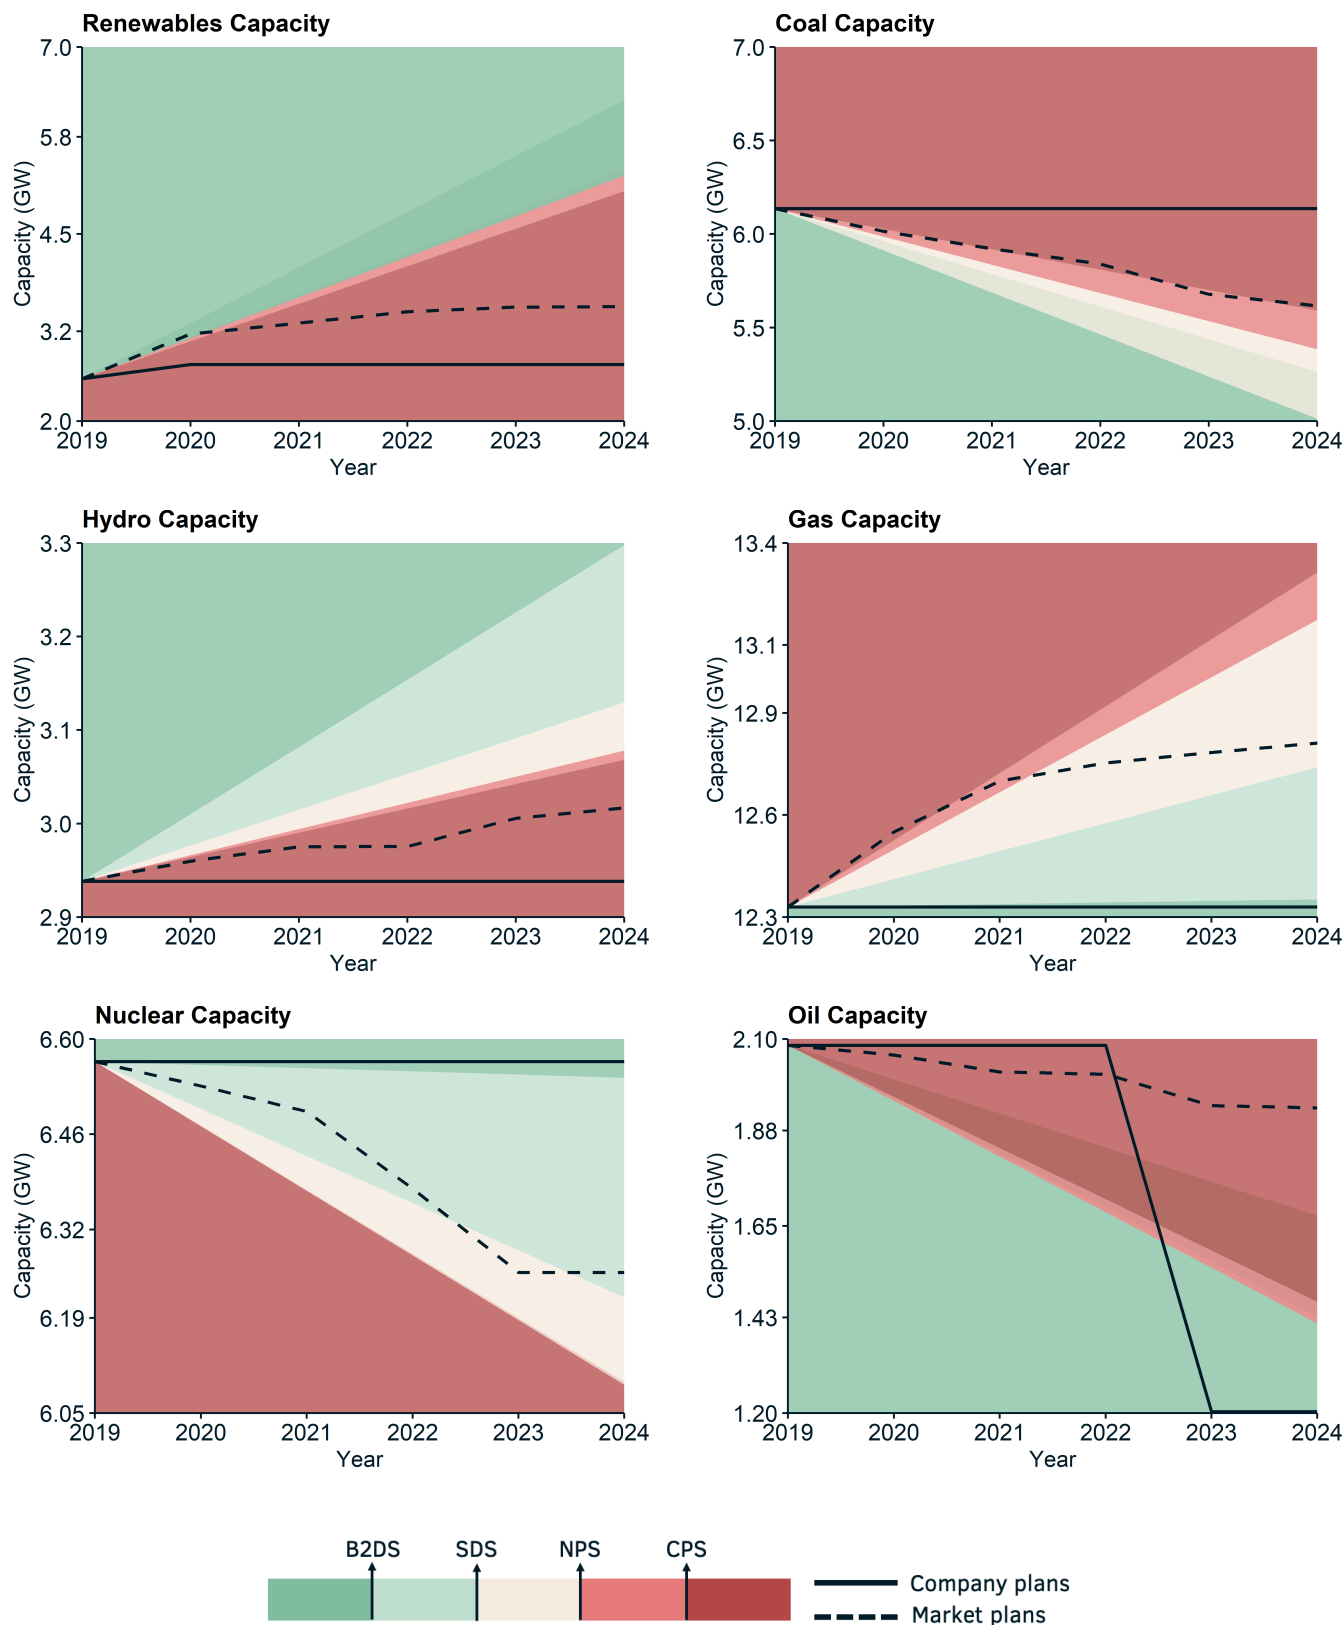 Renewables Capacity
Capacity (GW)
7.0
5.8
4.5
3.2
2.0
2019 2020 2021 2022 2023 2024
Year
Coal Capacity
Capacity (GW)
7.0
6.5
6.0
5.5
5.0
2019 2020 2021 2022 2023 2024
Year
Hydro Capacity
Capacity (GW)
3.3
3.2
3.1
3.0
2.9
2019 2020 2021 2022 2023 2024
Year
Gas Capacity
Capacity (GW)
13.4
13.1
12.9
12.6
12.3
2019 2020 2021 2022 2023 2024
Year
Nuclear Capacity
Capacity (GW)
6.60
6.46
6.32
6.19
6.05
2019 2020 2021 2022 2023 2024
Year
Oil Capacity
Capacity (GW)
2.10
1.88
1.65
1.43
1.20
2019 2020 2021 2022 2023 2024
Year
B2DS SDS NPS CPS
Company plans
Market plans